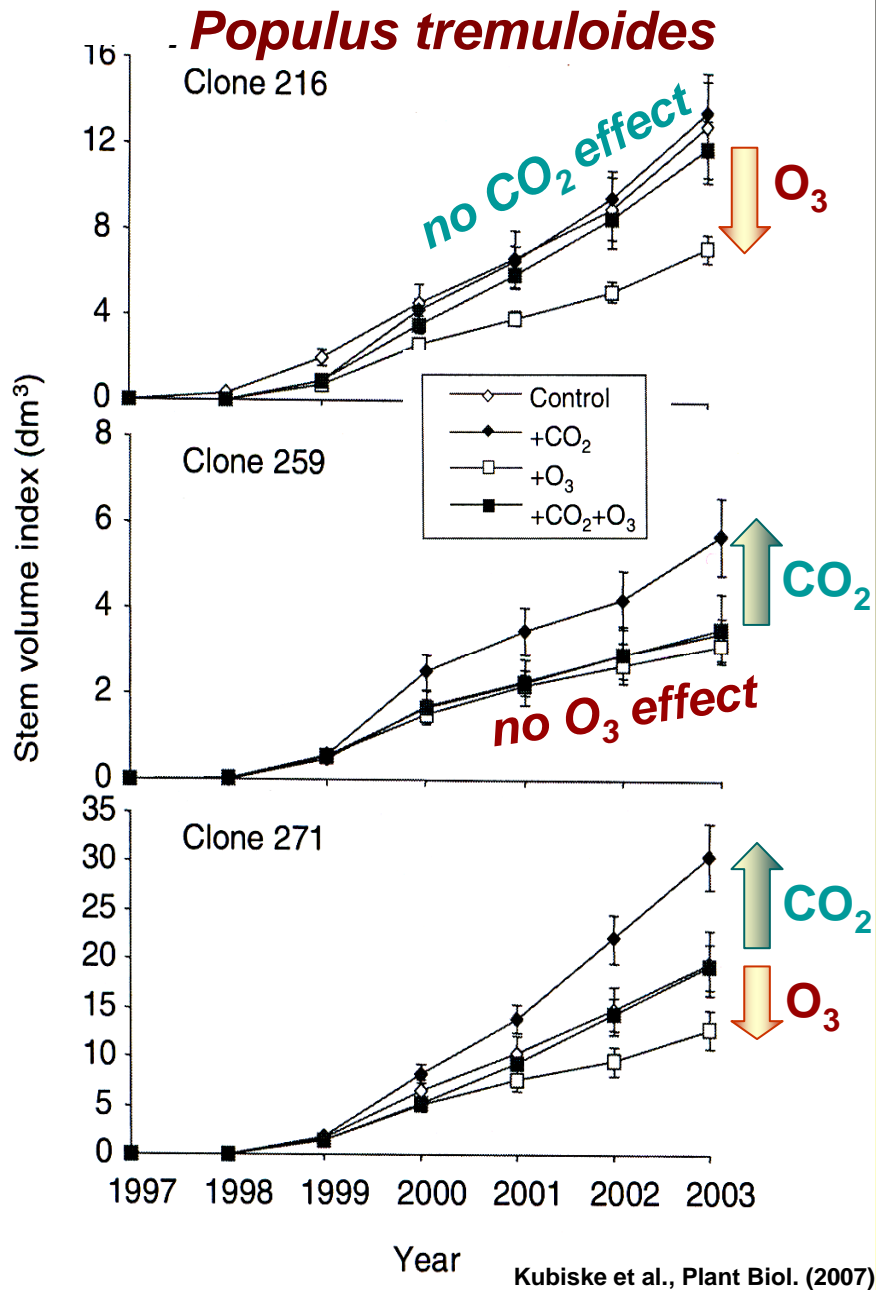 Populus tremuloides
16
Clone 216
12
8
4
0
no CO₂ effect
O₃
Control
+CO₂
+O₃
+CO₂+O₃
Stem volume index (dm³)
8
Clone 259
6
4
2
0
CO₂
no O₃ effect
35
Clone 271
30
25
20
15
10
5
0
CO₂
O₃
1997 1998 1999 2000 2001 2002 2003
Year
Kubiske et al., Plant Biol. (2007)